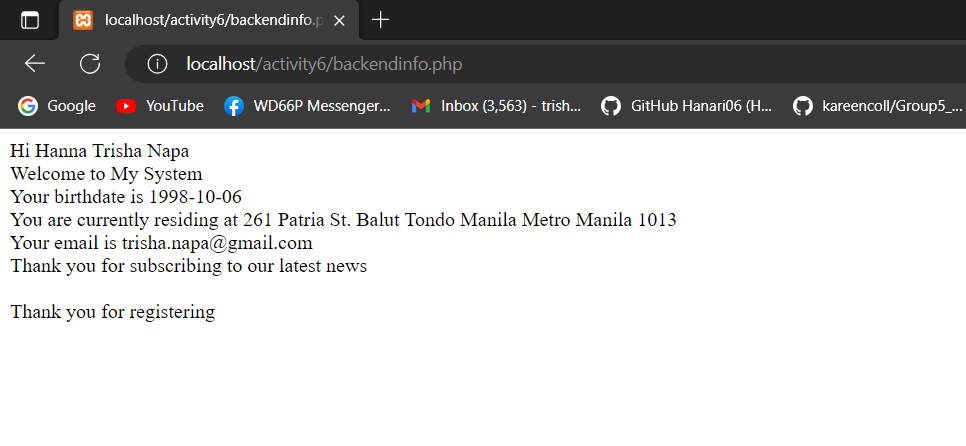 localhost/activity6/backendinfo.p
localhost/activity6/backendinfo.php
Google YouTube WD66P Messenger... Inbox (3,563) - trish... GitHub Hanari06 (H... kareencoll/Group5_...
Hi Hanna Trisha Napa
Welcome to My System
Your birthdate is 1998-10-06
You are currently residing at 261 Patria St. Balut Tondo Manila Metro Manila 1013
Your email is trisha.napa@gmail.com
Thank you for subscribing to our latest news
Thank you for registering